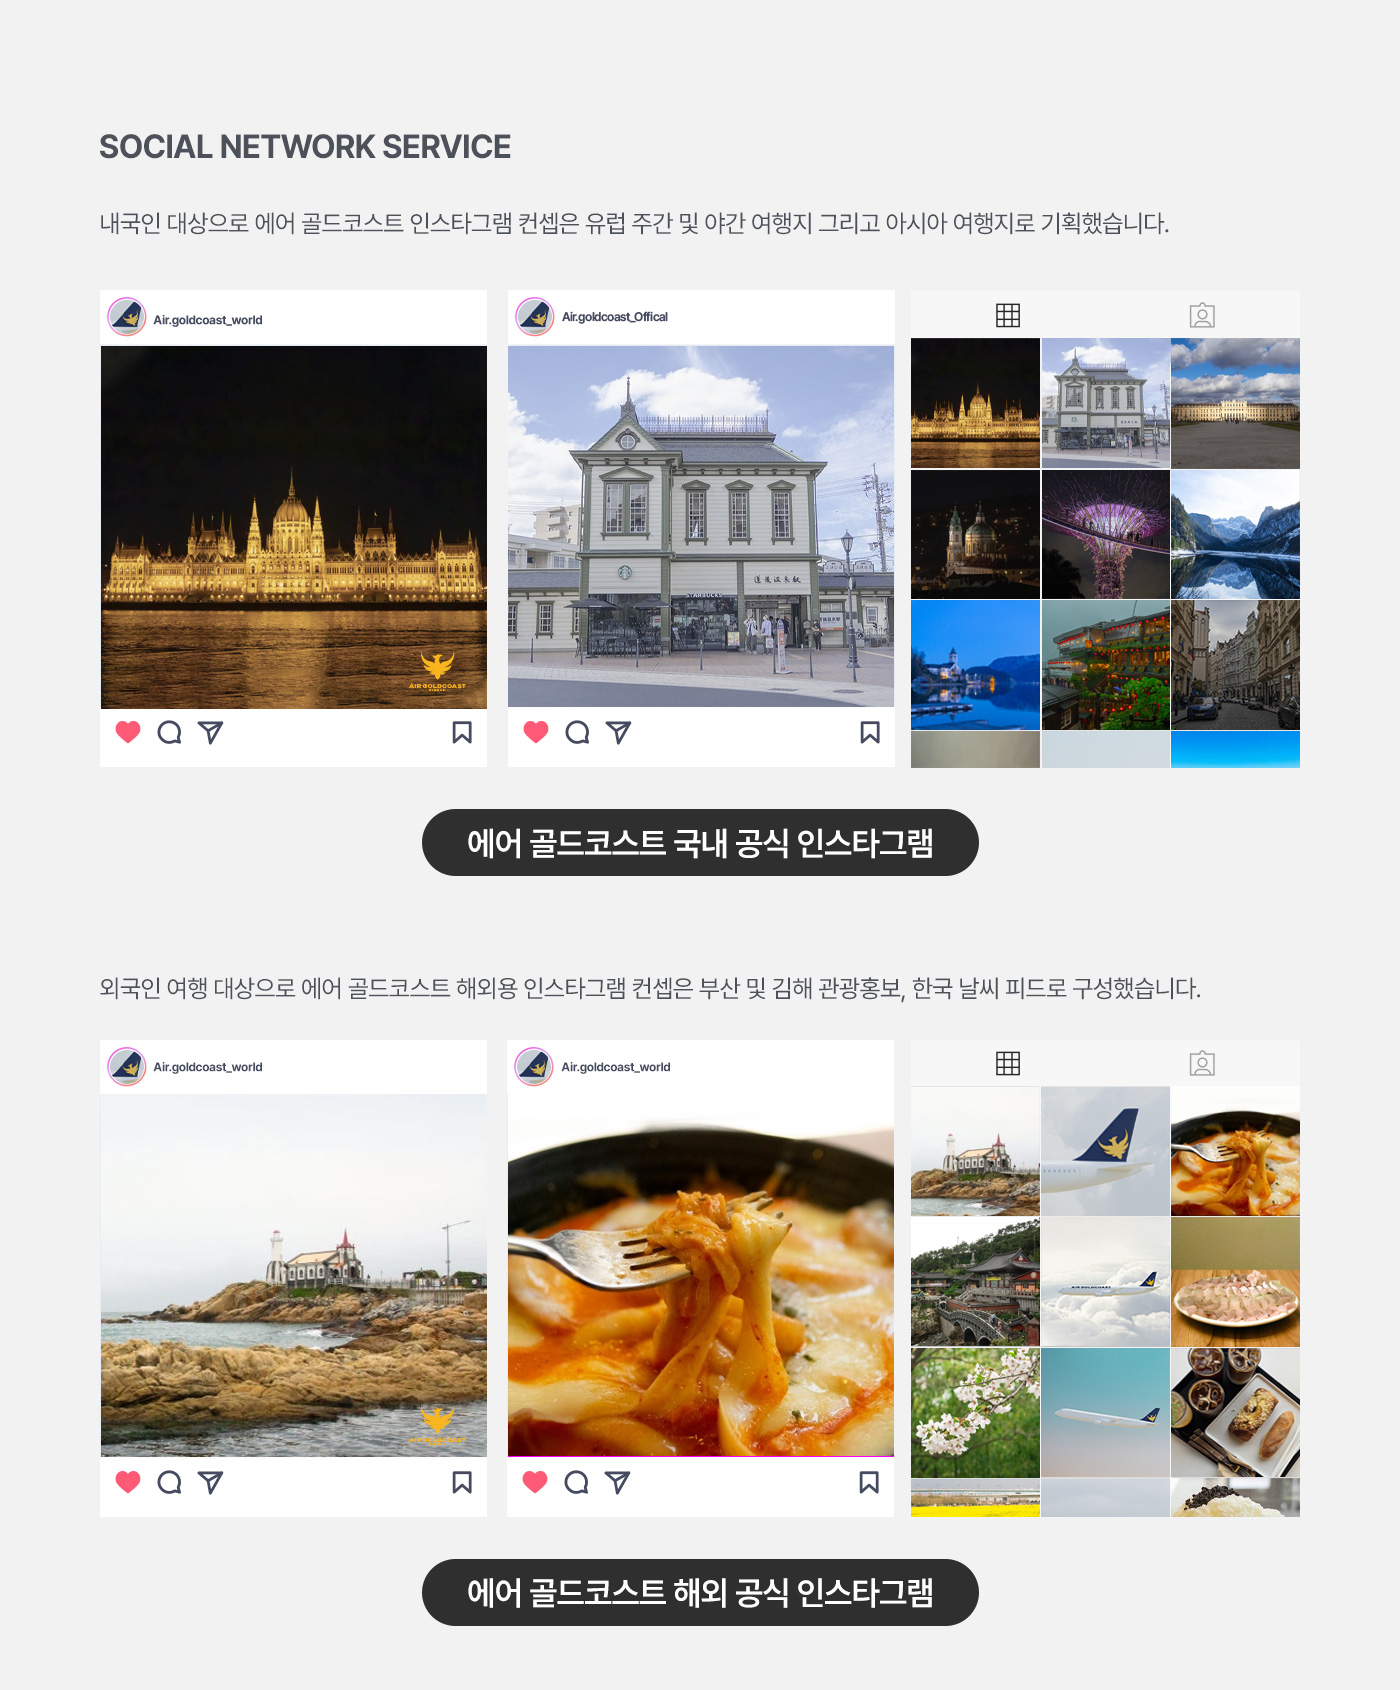 SOCIAL NETWORK SERVICE
내국인 대상으로 에어 골드코스트 인스타그램 컨셉은 유럽 주간 및 야간 여행지 그리고 아시아 여행지로 기획했습니다.
Air.goldcoast_world
Air.goldcoast_Offical
STARBUCKS
AIR GOLDCOAST
에어 골드코스트 국내 공식 인스타그램
외국인 여행 대상으로 에어 골드코스트 해외용 인스타그램 컨셉은 부산 및 김해 관광홍보, 한국 날씨 피드로 구성했습니다.
Air.goldcoast_world
Air.goldcoast_world
AIR GOLDCOAST
AIR GOLDCOAST
에어 골드코스트 해외 공식 인스타그램